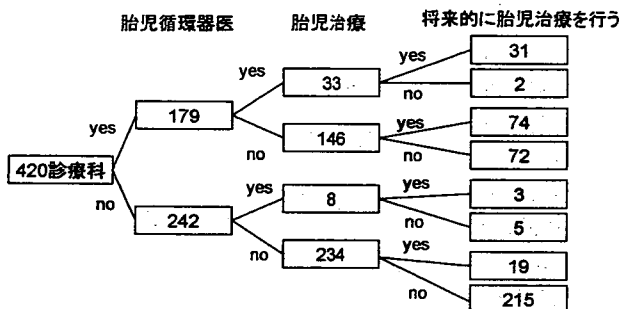 胎児循環器医 胎児治療 将来的に胎児治療を行う
yes 31
yes 33
no 2
179
yes 74
yes no 146
no 72
420診療科
yes 3
no yes 8
no 5
242
yes 19
no 234
no 215